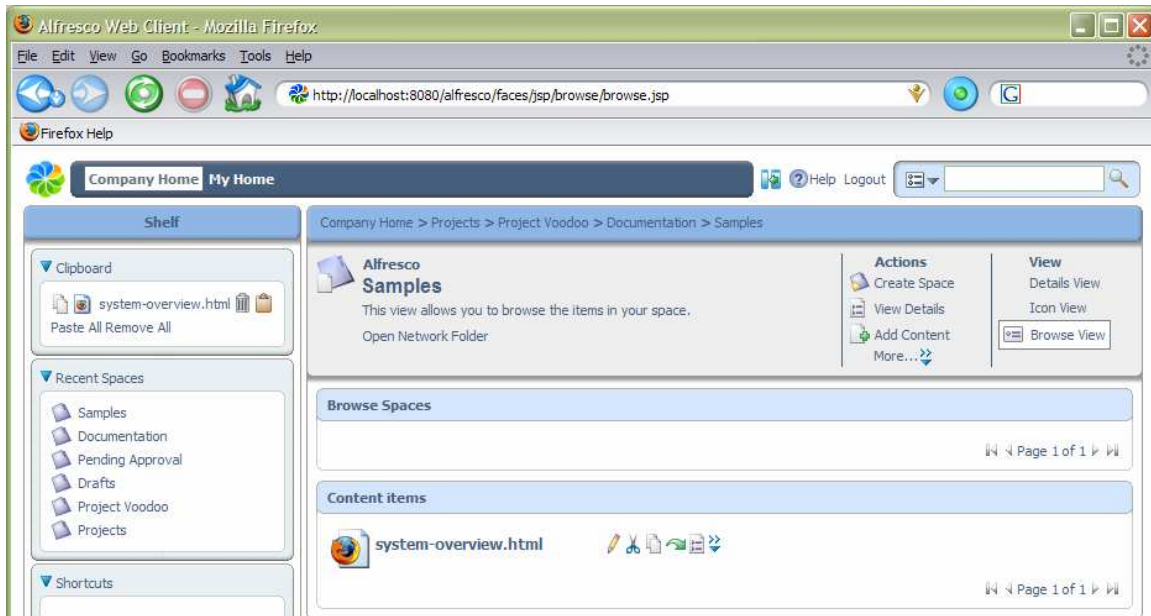 Alfresco Web Client - Mozilla Firefox
File Edit View Go Bookmarks Tools Help
http://localhost:8080/alfresco/faces/jsp/browse/browse.jsp
G
Firefox Help
Company Home My Home
Help Logout
Shelf
Company Home > Projects > Project Voodoo > Documentation > Samples
Clipboard
system-overview.html
Paste All Remove All
Alfresco
Samples
This view allows you to browse the items in your space.
Open Network Folder
Actions
Create Space
View Details
Add Content
More...
View
Details View
Icon View
Browse View
Recent Spaces
Samples
Documentation
Pending Approval
Drafts
Project Voodoo
Projects
Browse Spaces
Page 1 of 1
Content items
system-overview.html
Page 1 of 1
Shortcuts